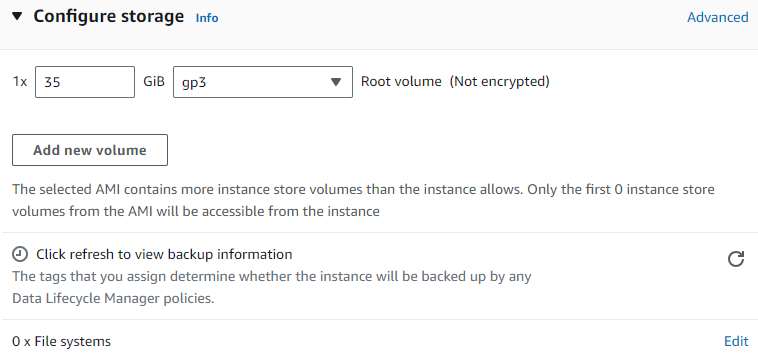 Configure storage Info Advanced
1x 35 GiB gp3 Root volume (Not encrypted)
Add new volume
The selected AMI contains more instance store volumes than the instance allows. Only the first 0 instance store
volumes from the AMI will be accessible from the instance
Click refresh to view backup information
The tags that you assign determine whether the instance will be backed up by any
Data Lifecycle Manager policies.
0 x File systems Edit